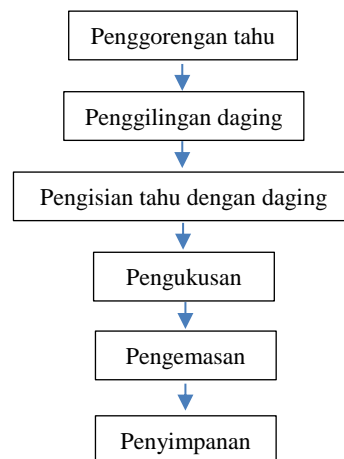 Penggorengan tahu
Penggilingan daging
Pengisian tahu dengan daging
Pengukusan
Pengemasan
Penyimpanan